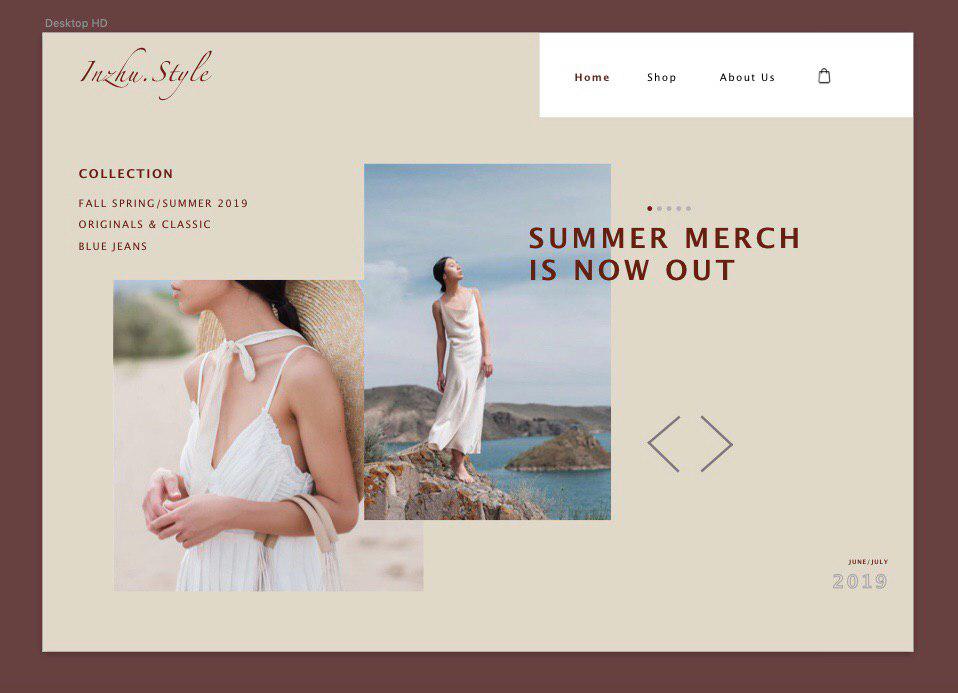 Desktop HD
Inzhu.Style
Home Shop About Us
COLLECTION
FALL SPRING/SUMMER 2019
ORIGINALS & CLASSIC
BLUE JEANS
SUMMER MERCH
IS NOW OUT
JUNE/JULY
2019